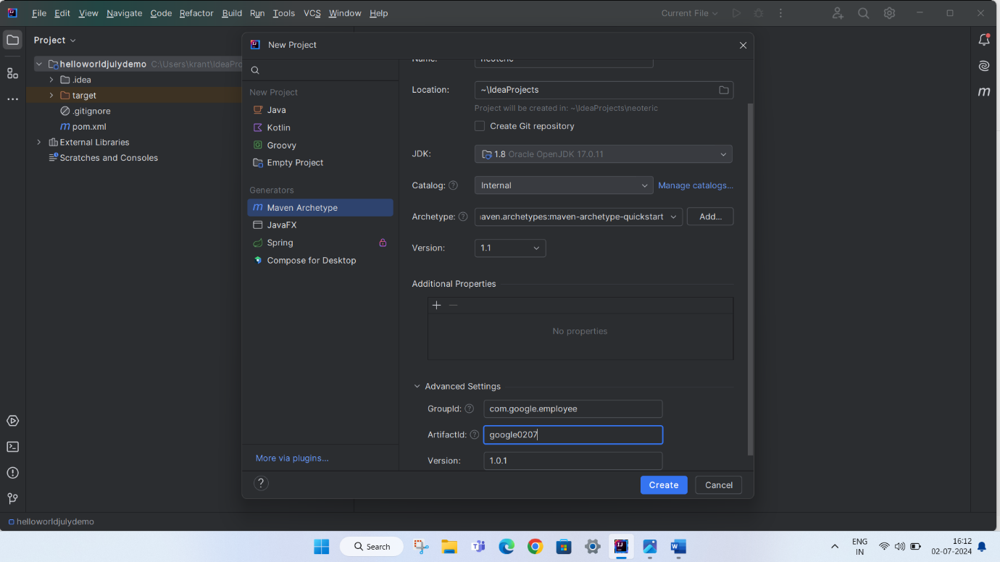 File Edit View Navigate Code Refactor Build Run Tools VCS Window Help
Current File
Project
helloworldjulydemo C:\Users\krant\IdeaPro
.idea
target
.gitignore
pom.xml
External Libraries
Scratches and Consoles
New Project
New Project
Java
Kotlin
Groovy
Empty Project
Generators
Maven Archetype
JavaFX
Spring
Compose for Desktop
More via plugins...
Name: neoteric
Location: ~\IdeaProjects
Project will be created in: ~\IdeaProjects\neoteric
Create Git repository
JDK: 1.8 Oracle OpenJDK 17.0.11
Catalog: Internal Manage catalogs...
Archetype: maven.archetypes:maven-archetype-quickstart Add...
Version: 1.1
Additional Properties
No properties
Advanced Settings
GroupId: com.google.employee
ArtifactId: google0207
Version: 1.0.1
Create Cancel
helloworldjulydemo
Search
ENG
IN
16:12
02-07-2024